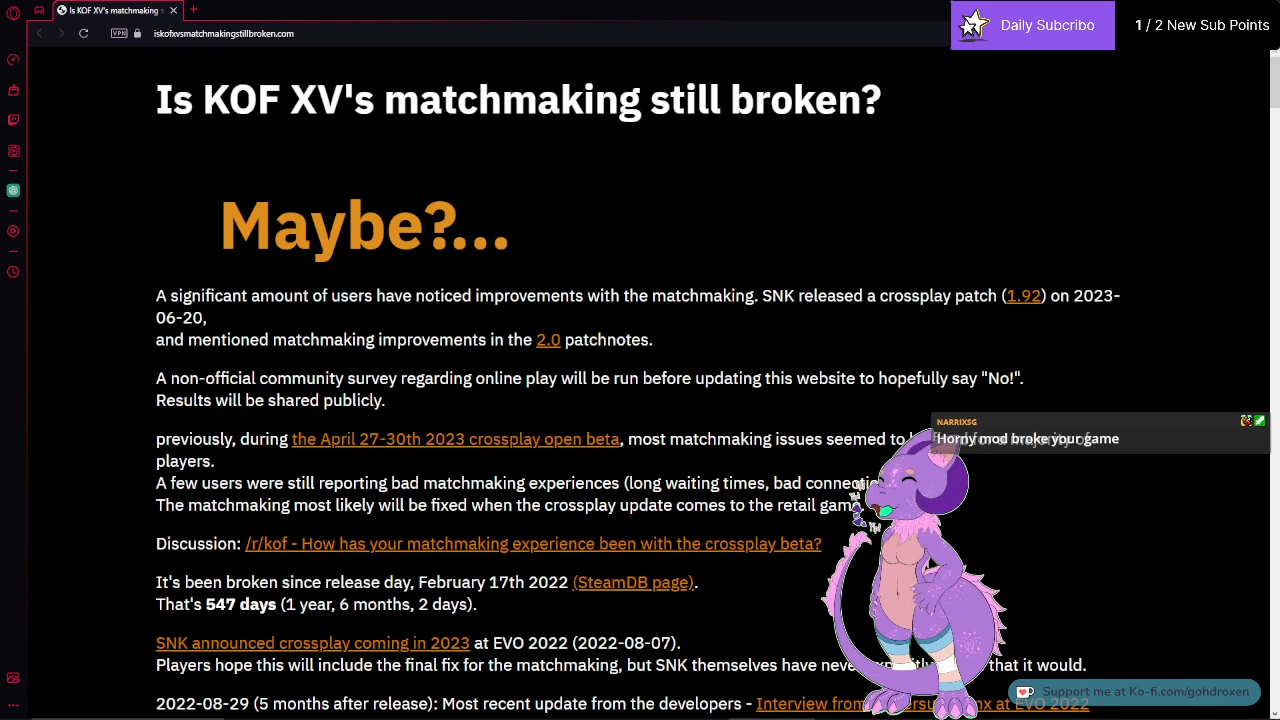 Is KOF XV's matchmaking s
Daily Subcribo
1 / 2 New Sub Points
VPN
iskofxvsmatchmakingstillbroken.com
Is KOF XV's matchmaking still broken?
Maybe?...
A significant amount of users have noticed improvements with the matchmaking. SNK released a crossplay patch (1.92) on 2023-
06-20,
and mentioned matchmaking improvements in the 2.0 patchnotes.
A non-official community survey regarding online play will be run before updating this website to hopefully say "No!".
Results will be shared publicly.
NARRIXSG
Horny mod broke your game
previously, during the April 27-30th 2023 crossplay open beta, most matchmaking issues seemed to
players.
A few users were still reporting bad matchmaking experiences (long waiting times, bad connec
The matchmaking most likely will be fixed when the crossplay update comes to the retail gam
Discussion: /r/kof - How has your matchmaking experience been with the crossplay beta?
It's been broken since release day, February 17th 2022 (SteamDB page).
That's 547 days (1 year, 6 months, 2 days).
SNK announced crossplay coming in 2023 at EVO 2022 (2022-08-07).
Players hope this will include the final fix for the matchmaking, but SNK themselves have neve that it would.
Support me at Ko-fi.com/gohdroxen
2022-08-29 (5 months after release): Most recent update from the developers - Interview from at EVO 2022